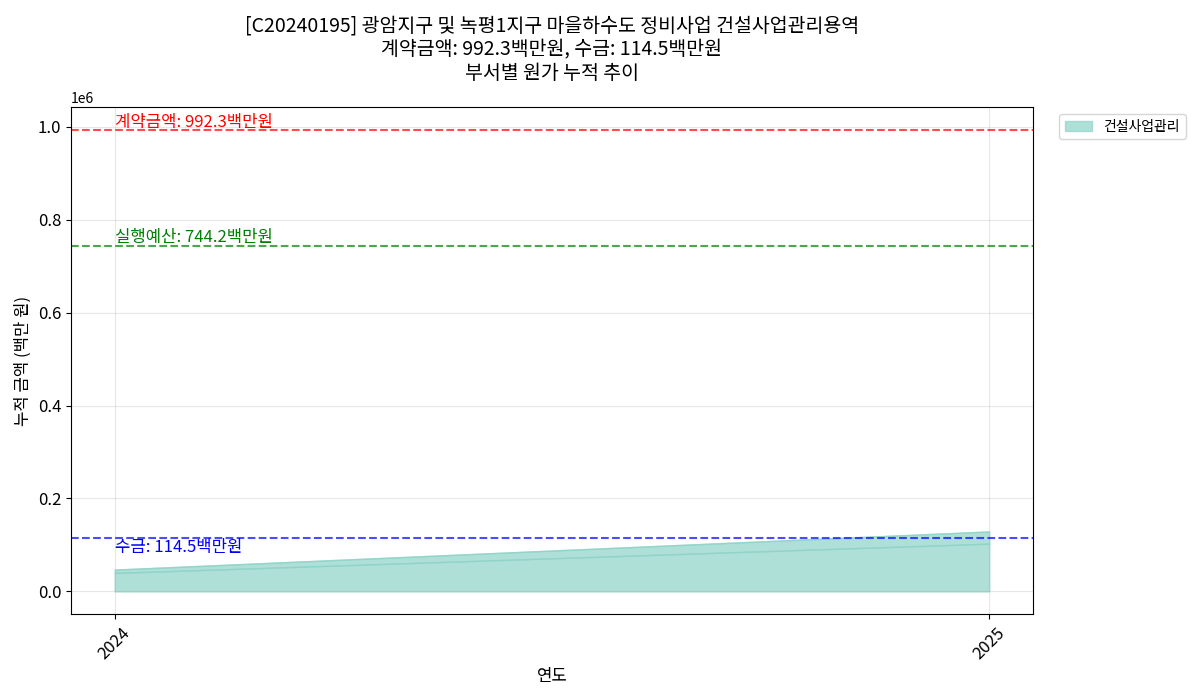 [C20240195] 광암지구 및 녹평1지구 마을하수도 정비사업 건설사업관리용역
계약금액: 992.3백만원, 수금: 114.5백만원
부서별 원가 누적 추이
1e6
1.0
0.8
0.6
0.4
0.2
0.0
누적 금액 (백만 원)
계약금액: 992.3백만원
실행예산: 744.2백만원
수금: 114.5백만원
건설사업관리
2024
2025
연도